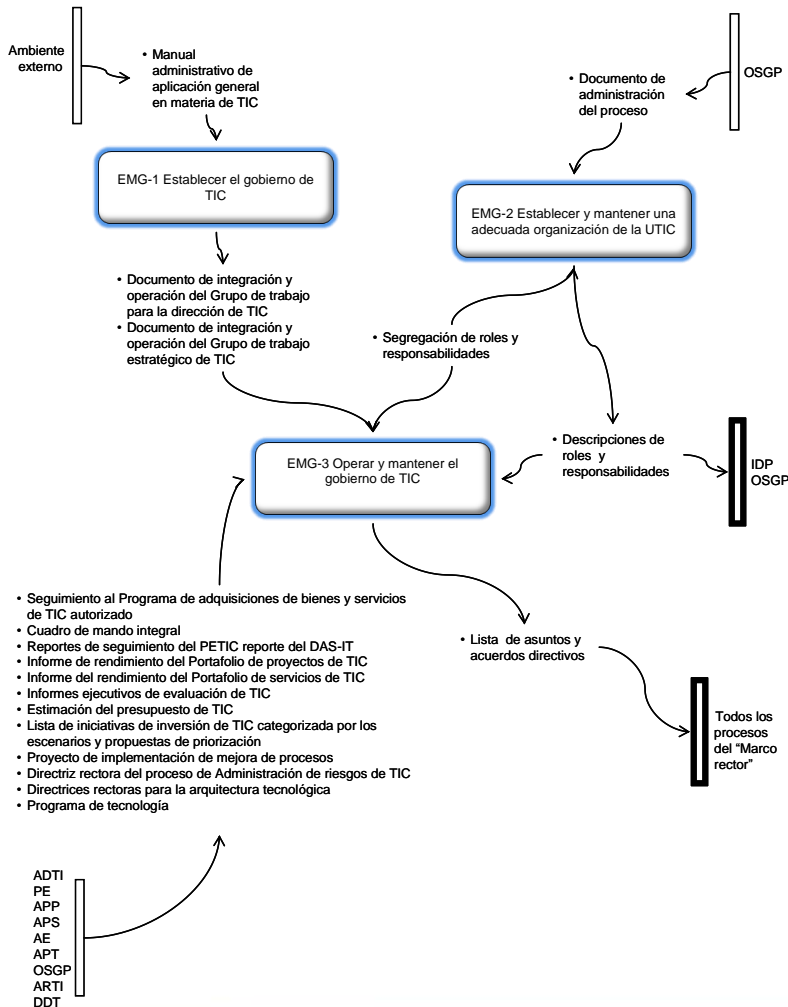 Ambiente
externo
• Manual
administrativo de
aplicación general
en materia de TIC
• Documento de
administración
del proceso
OSGP
EMG-1 Establecer el gobierno de
TIC
EMG-2 Establecer y mantener una
adecuada organización de la UTIC
• Documento de integración y
operación del Grupo de trabajo
para la dirección de TIC
• Documento de integración y
operación del Grupo de trabajo
estratégico de TIC
• Segregación de roles y
responsabilidades
• Descripciones de
roles y
responsabilidades
IDP
OSGP
EMG-3 Operar y mantener el
gobierno de TIC
• Seguimiento al Programa de adquisiciones de bienes y servicios
de TIC autorizado
• Cuadro de mando integral
• Reportes de seguimiento del PETIC reporte del DAS-IT
• Informe de rendimiento del Portafolio de proyectos de TIC
• Informe del rendimiento del Portafolio de servicios de TIC
• Informes ejecutivos de evaluación de TIC
• Estimación del presupuesto de TIC
• Lista de iniciativas de inversión de TIC categorizada por los
escenarios y propuestas de priorización
• Proyecto de implementación de mejora de procesos
• Directriz rectora del proceso de Administración de riesgos de TIC
• Directrices rectoras para la arquitectura tecnológica
• Programa de tecnología
• Lista de asuntos y
acuerdos directivos
Todos los
procesos
del “Marco
rector”
ADTI
PE
APP
APS
AE
APT
OSGP
ARTI
DDT